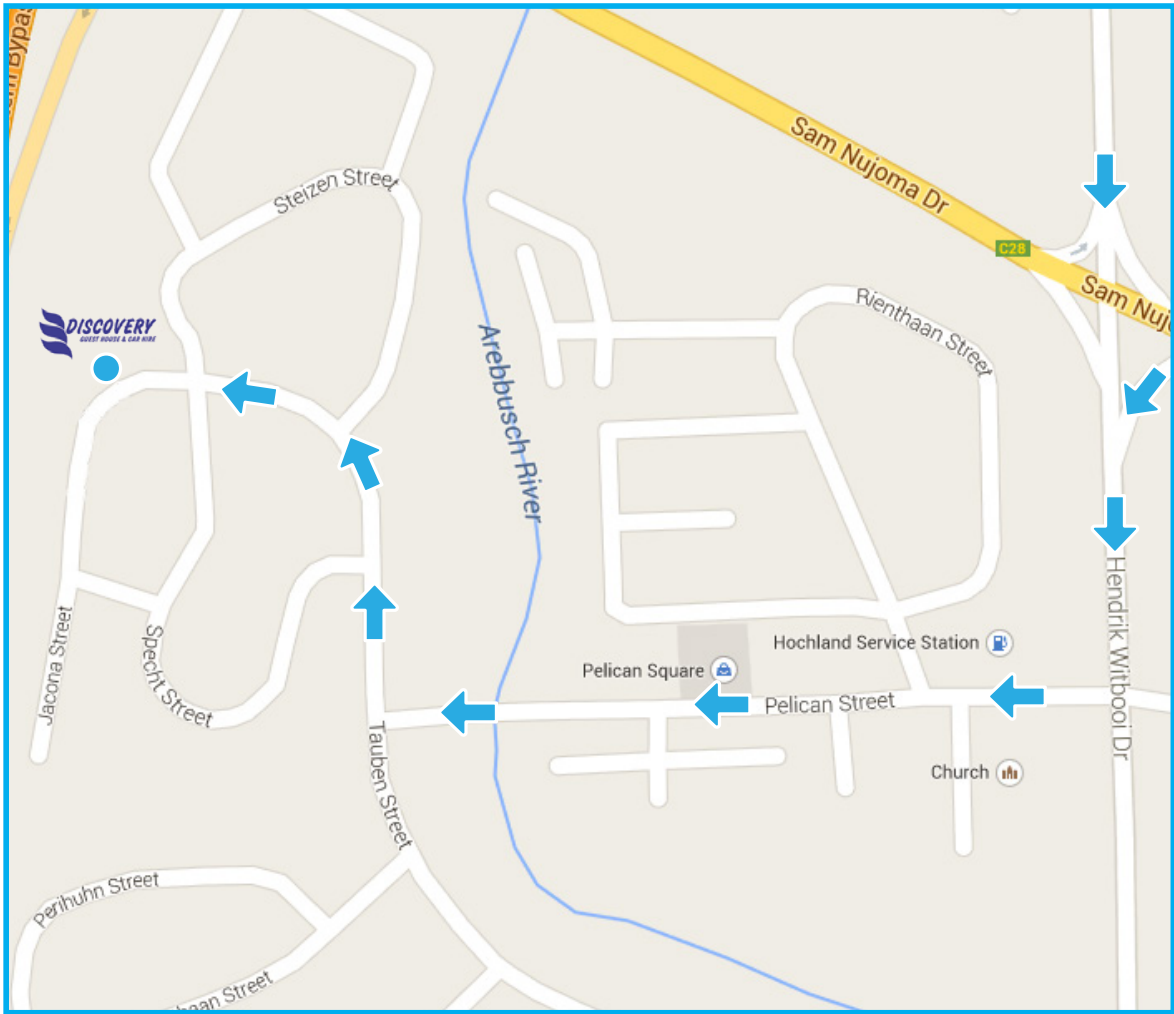 Sam Nujoma Dr
Steizen Street
C28
Sam Nuj
Rienthaan Street
DISCOVERY
GUEST HOUSE & CAR HIRE
Arebbusch River
Hendrik Witbooi Dr
Jacona Street
Specht Street
Hochland Service Station
Pelican Square
Pelican Street
Tauben Street
Church
Perihuhn Street
haan Street